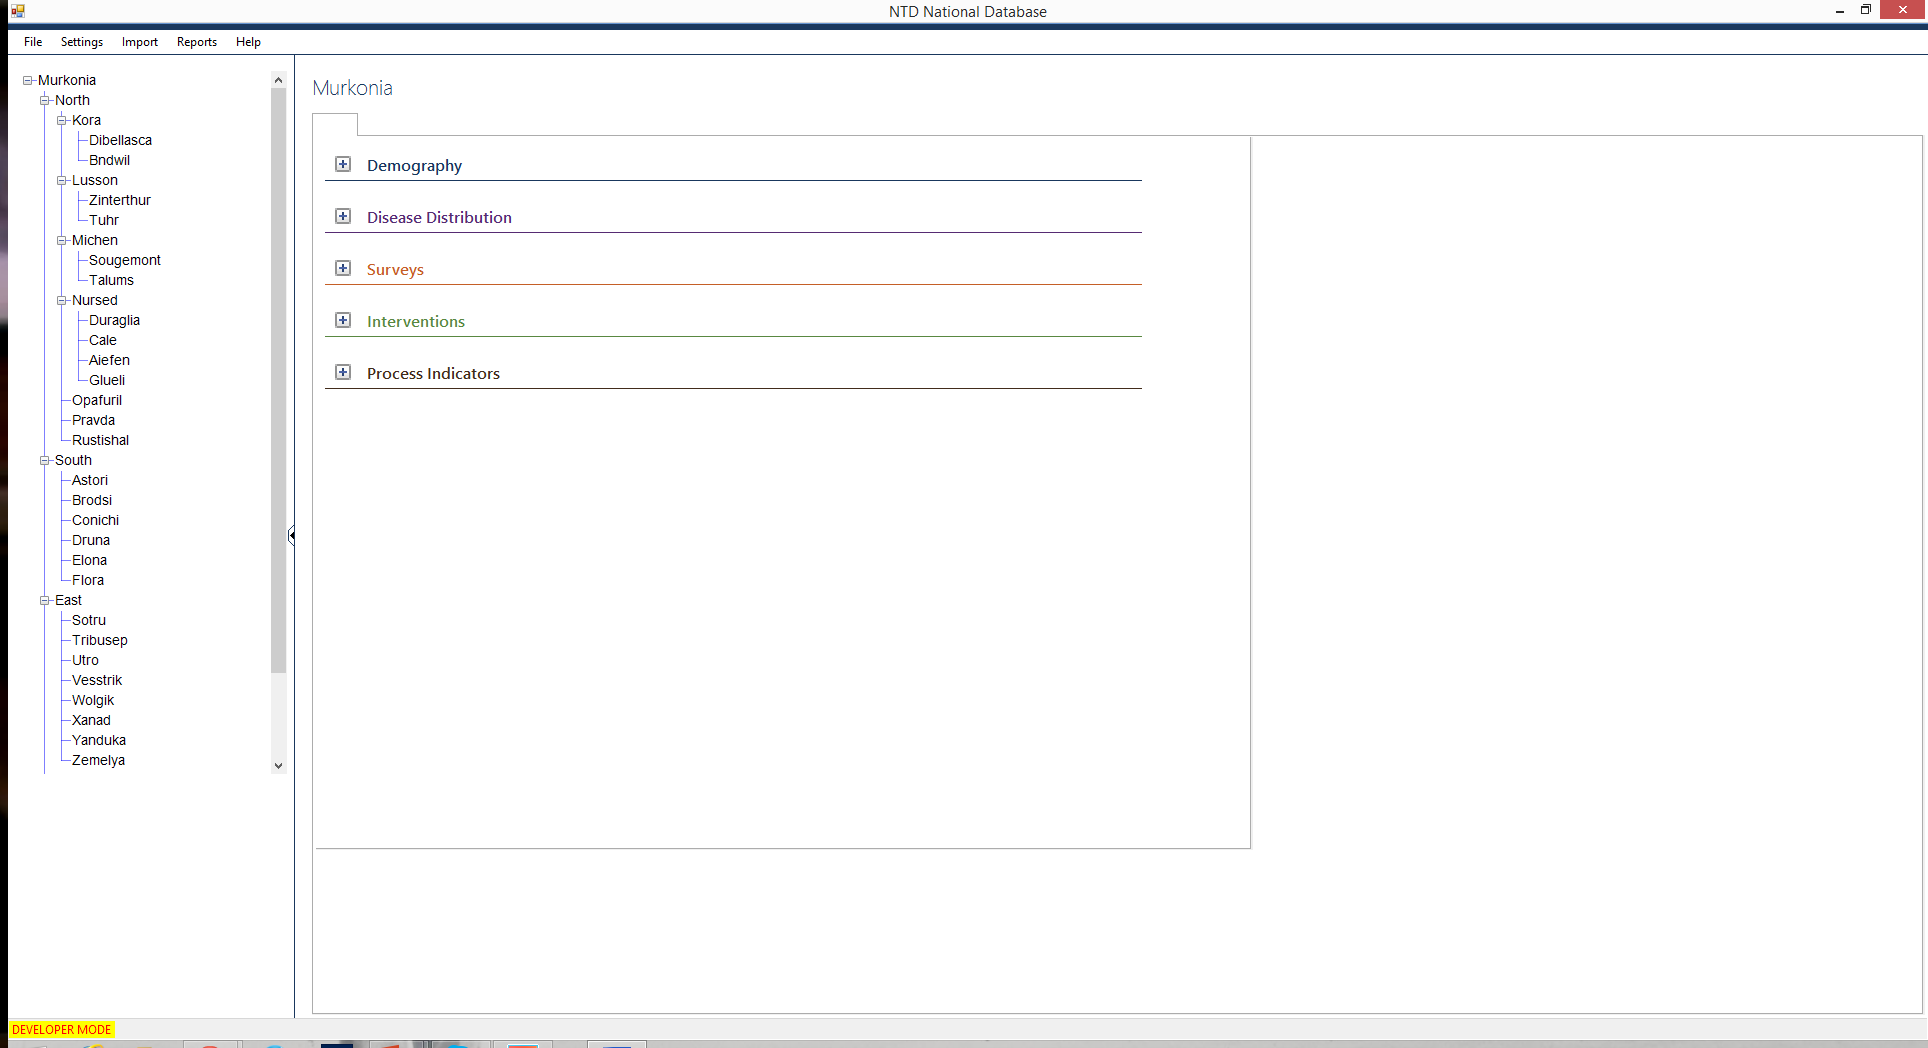 NTD National Database
File Settings Import Reports Help
Murkonia
North
Kora
Dibellasca
Bndwil
Lusson
Zinterthur
Tuhr
Michen
Sougemont
Talums
Nursed
Duraglia
Cale
Aiefen
Glueli
Opafuril
Pravda
Rustishal
South
Astori
Brodsi
Conichi
Druna
Elona
Flora
East
Sotru
Tribusep
Utro
Vesstrik
Wolgik
Xanad
Yanduka
Zemelya
Murkonia
Demography
Disease Distribution
Surveys
Interventions
Process Indicators
DEVELOPER MODE